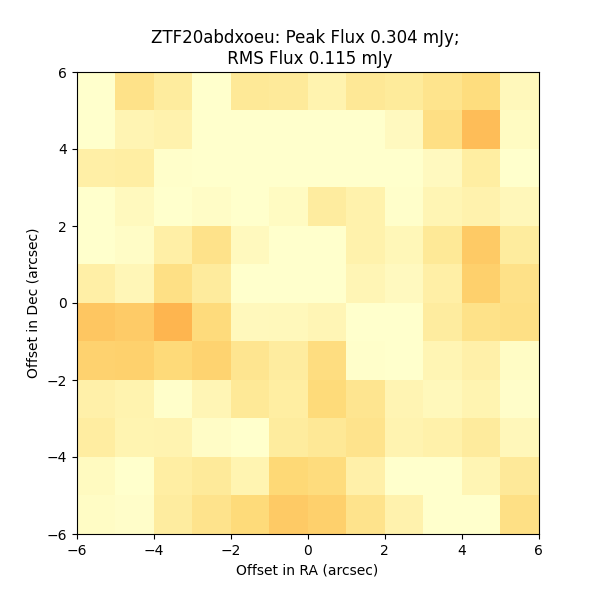 ZTF20abdxoeu: Peak Flux 0.304 mJy;
RMS Flux 0.115 mJy
6
4
2
0
−2
−4
−6
Offset in Dec (arcsec)
−6 −4 −2 0 2 4 6
Offset in RA (arcsec)